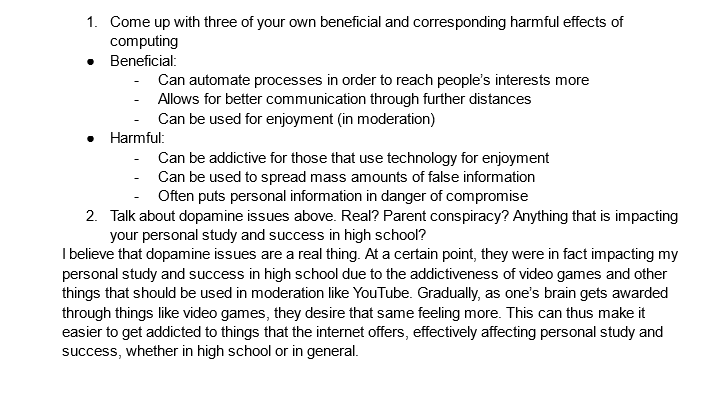 1. Come up with three of your own beneficial and corresponding harmful effects of
computing
● Beneficial:
- Can automate processes in order to reach people's interests more
- Allows for better communication through further distances
- Can be used for enjoyment (in moderation)
● Harmful:
- Can be addictive for those that use technology for enjoyment
- Can be used to spread mass amounts of false information
- Often puts personal information in danger of compromise
2. Talk about dopamine issues above. Real? Parent conspiracy? Anything that is impacting
your personal study and success in high school?
I believe that dopamine issues are a real thing. At a certain point, they were in fact impacting my
personal study and success in high school due to the addictiveness of video games and other
things that should be used in moderation like YouTube. Gradually, as one's brain gets awarded
through things like video games, they desire that same feeling more. This can thus make it
easier to get addicted to things that the internet offers, effectively affecting personal study and
success, whether in high school or in general.